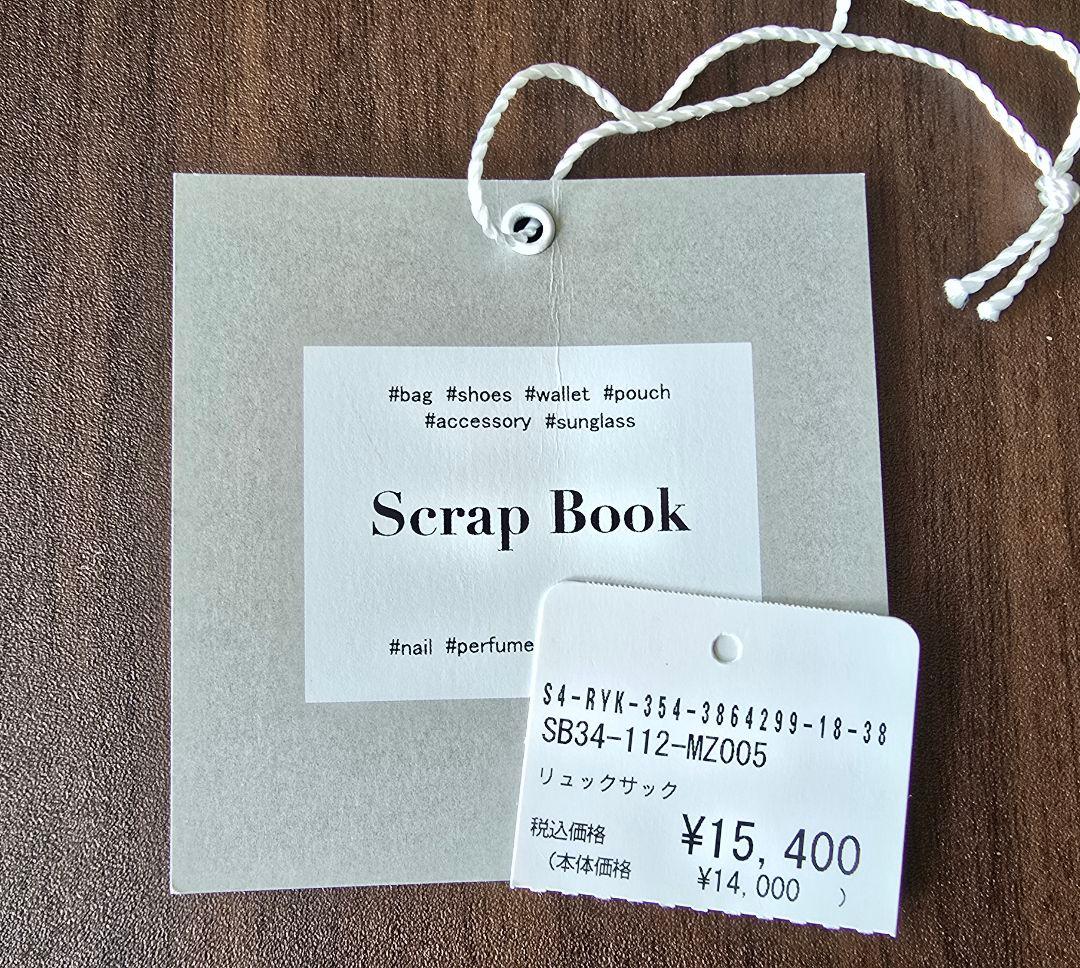 #bag #shoes #wallet #pouch
#accessory #sunglass
Scrap Book
#nail #perfume
S4-RYK-354-3864299-18-38
SB34-112-MZ005
リュックサック
税込価格 ¥15,400
(本体価格 ¥14,000 )